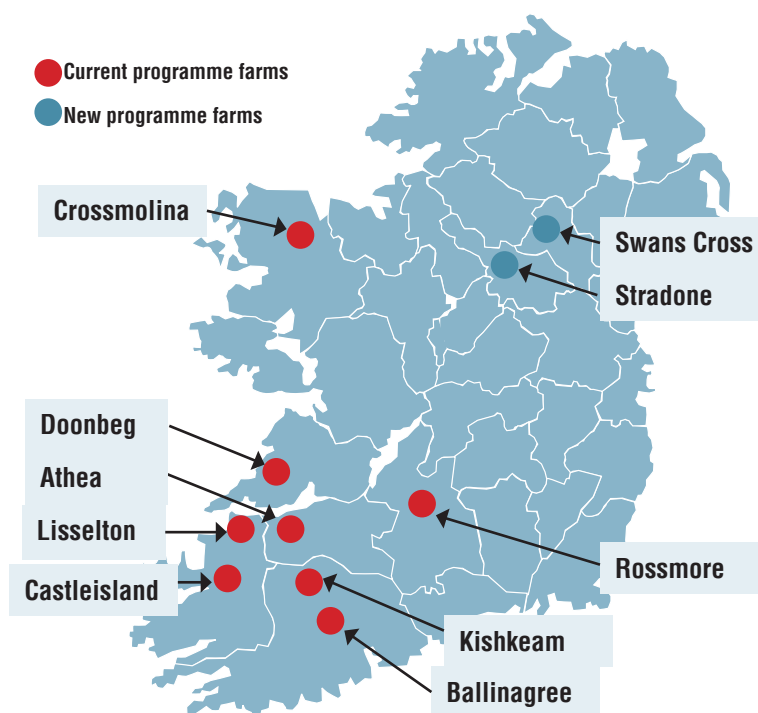 Current programme farms
New programme farms
Crossmolina
Swans Cross
Stradone
Doonbeg
Athea
Lisselton
Castleisland
Rossmore
Kishkeam
Ballinagree